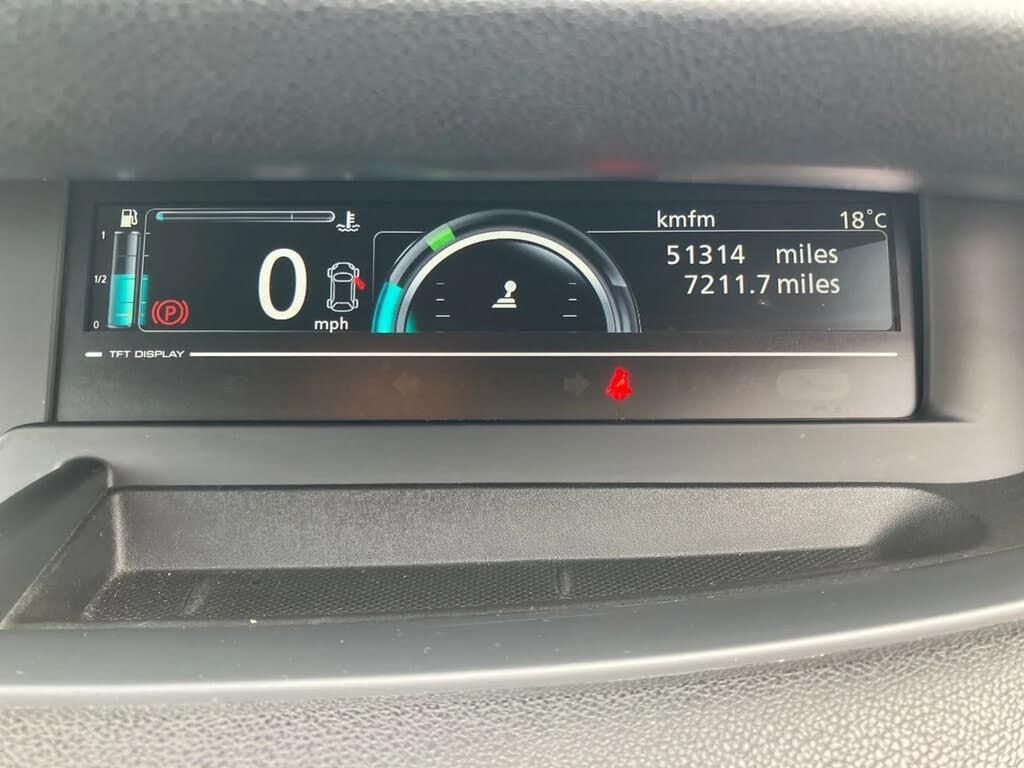 kmfm 18°C
1
51314 miles
1/2
0
7211.7 miles
P
0
mph
TFT DISPLAY